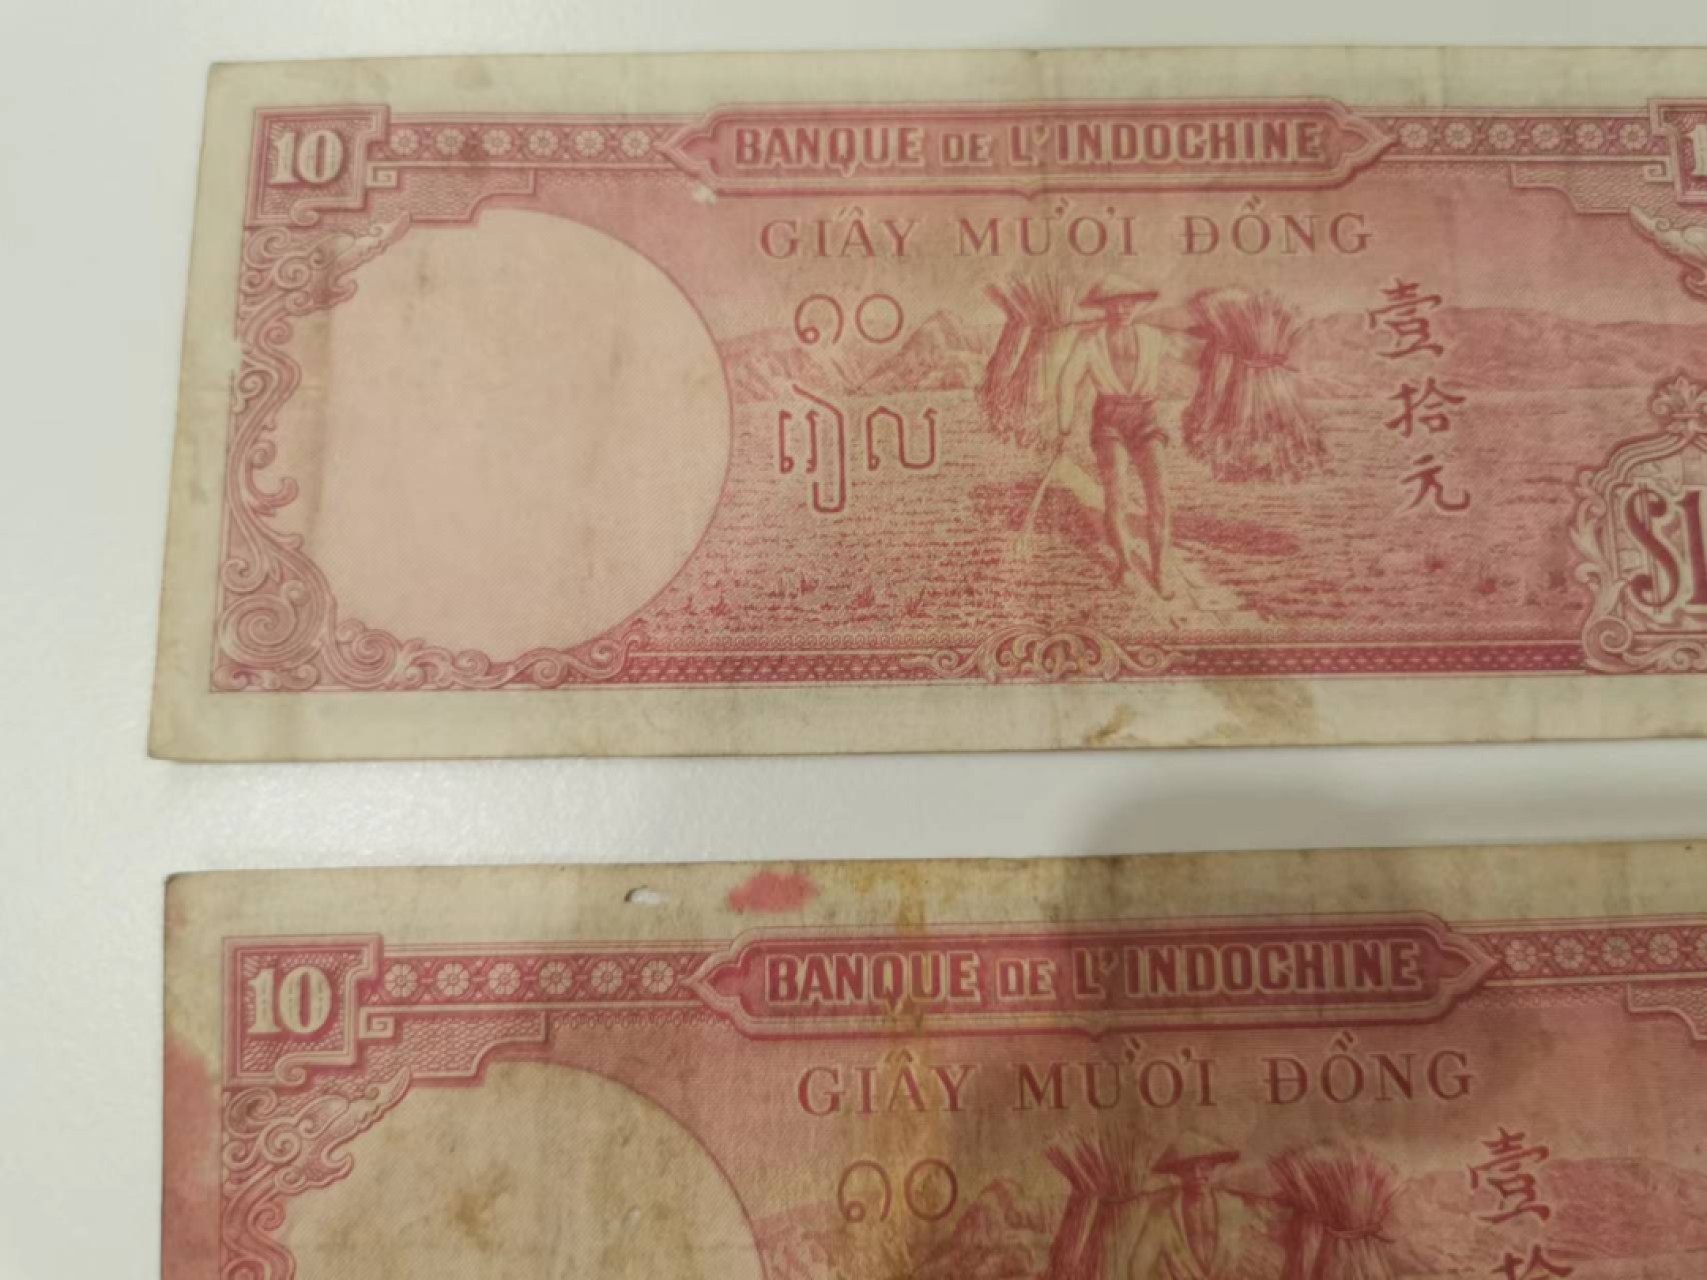 10
BANQUE DE L'INDOCHINE
GIÂY MƯỜI ĐỒNG
១០
រៀល
壹
拾
元
10
BANQUE DE L'INDOCHINE
GIÂY MƯỜI ĐỒNG
១០
壹
拾